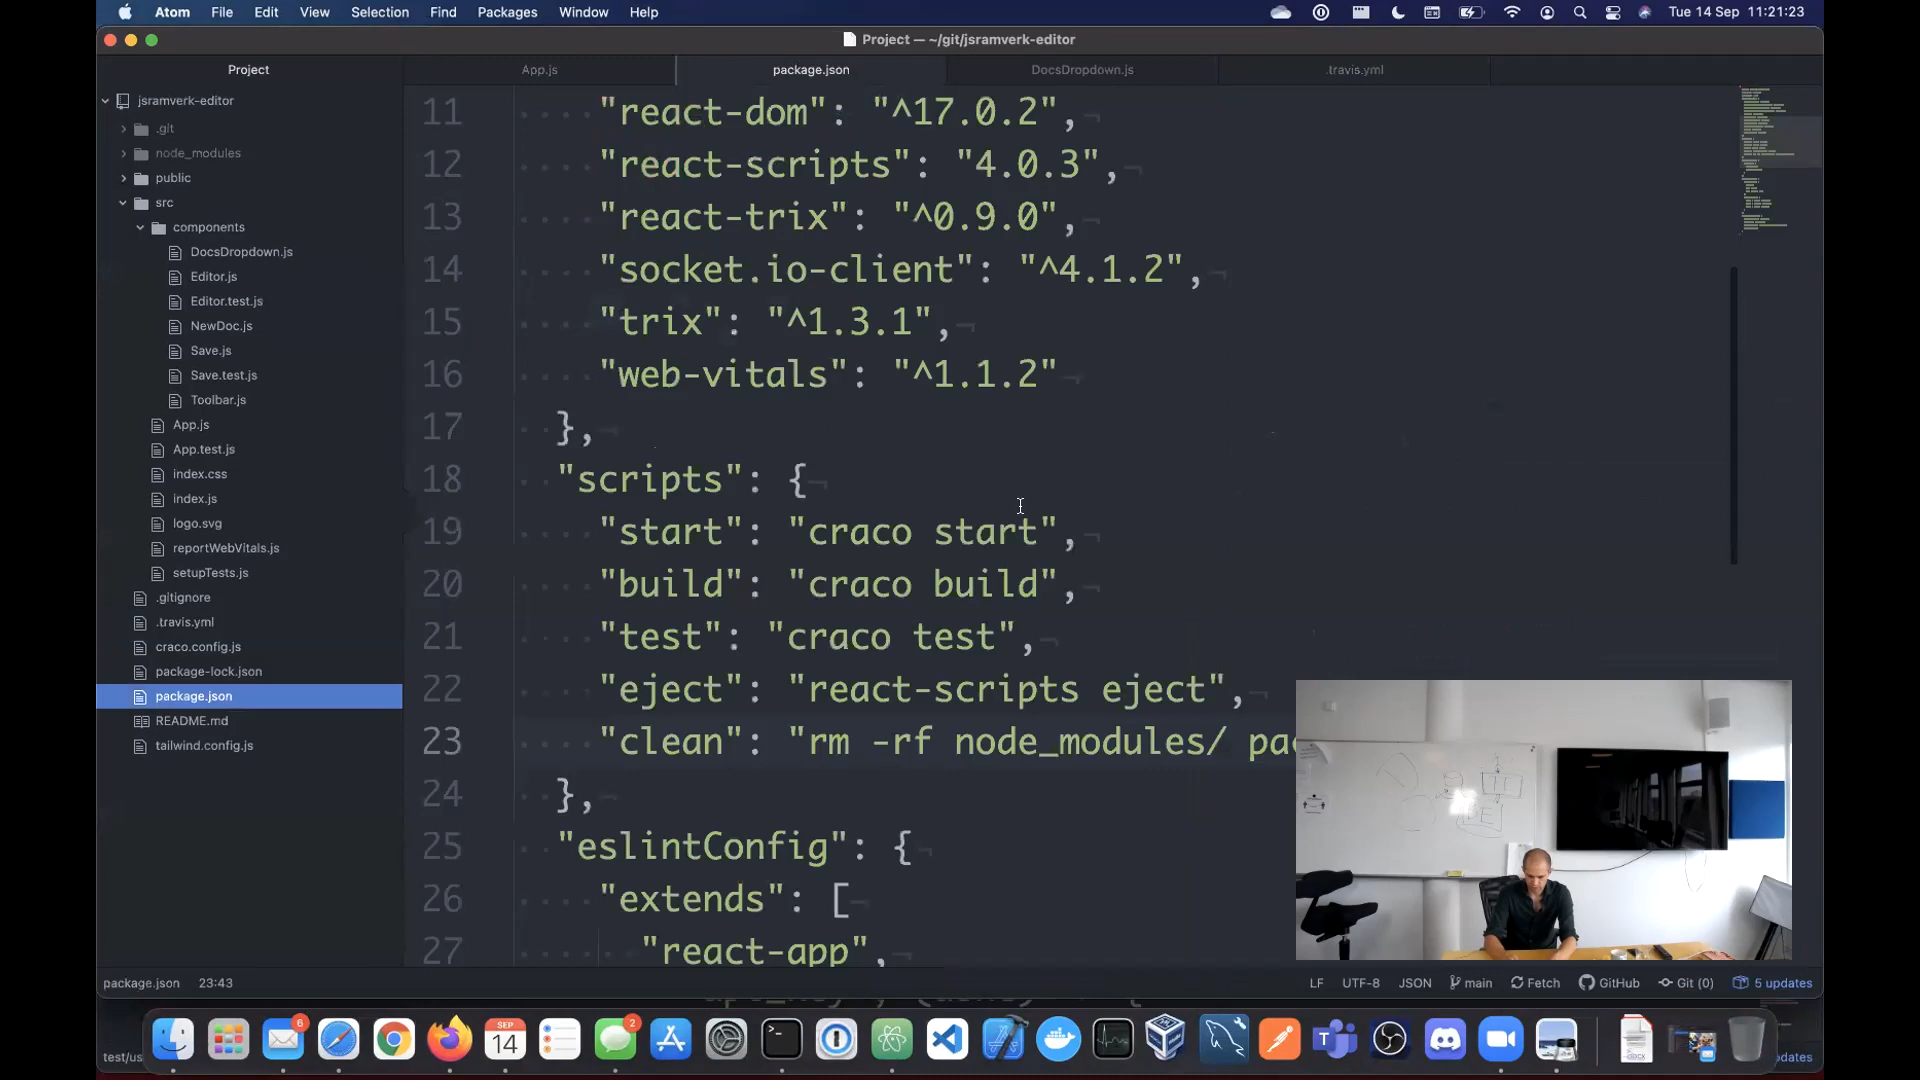 Atom File Edit View Selection Find Packages Window Help Tue 14 Sep 11:21:23
Project — ~/git/jsramverk-editor
Project App.js package.json DocsDropdown.js .travis.yml
jsramverk-editor
.git
node_modules
public
src
components
DocsDropdown.js
Editor.js
Editor.test.js
NewDoc.js
Save.js
Save.test.js
Toolbar.js
App.js
App.test.js
index.css
index.js
logo.svg
reportWebVitals.js
setupTests.js
.gitignore
.travis.yml
craco.config.js
package-lock.json
package.json
README.md
tailwind.config.js
11 "react-dom": "^17.0.2",
12 "react-scripts": "4.0.3",
13 "react-trix": "^0.9.0",
14 "socket.io-client": "^4.1.2",
15 "trix": "^1.3.1",
16 "web-vitals": "^1.1.2"
17 },
18 "scripts": {
19 "start": "craco start",
20 "build": "craco build",
21 "test": "craco test",
22 "eject": "react-scripts eject",
23 "clean": "rm -rf node_modules/ pac
24 },
25 "eslintConfig": {
26 "extends": [
27 "react-app",
package.json 23:43 LF UTF-8 JSON main Fetch GitHub Git (0) 5 updates
6 SEP 14 2
test/us
dates